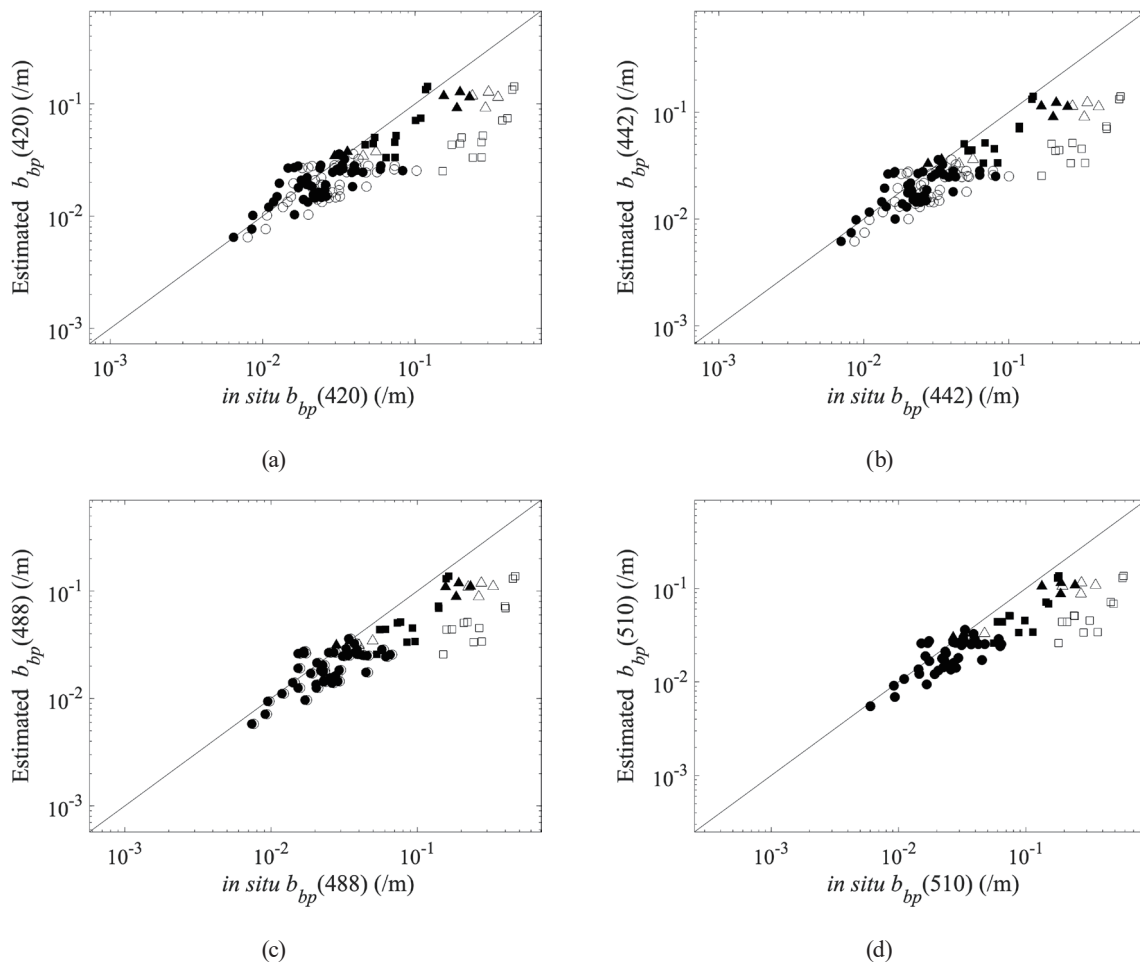 Estimated b_bp(420) (/m)
10^-1
10^-2
10^-3
10^-3 10^-2 10^-1
in situ b_bp(420) (/m)
(a)
Estimated b_bp(442) (/m)
10^-1
10^-2
10^-3
10^-3 10^-2 10^-1
in situ b_bp(442) (/m)
(b)
Estimated b_bp(488) (/m)
10^-1
10^-2
10^-3
10^-3 10^-2 10^-1
in situ b_bp(488) (/m)
(c)
Estimated b_bp(510) (/m)
10^-1
10^-2
10^-3
10^-3 10^-2 10^-1
in situ b_bp(510) (/m)
(d)